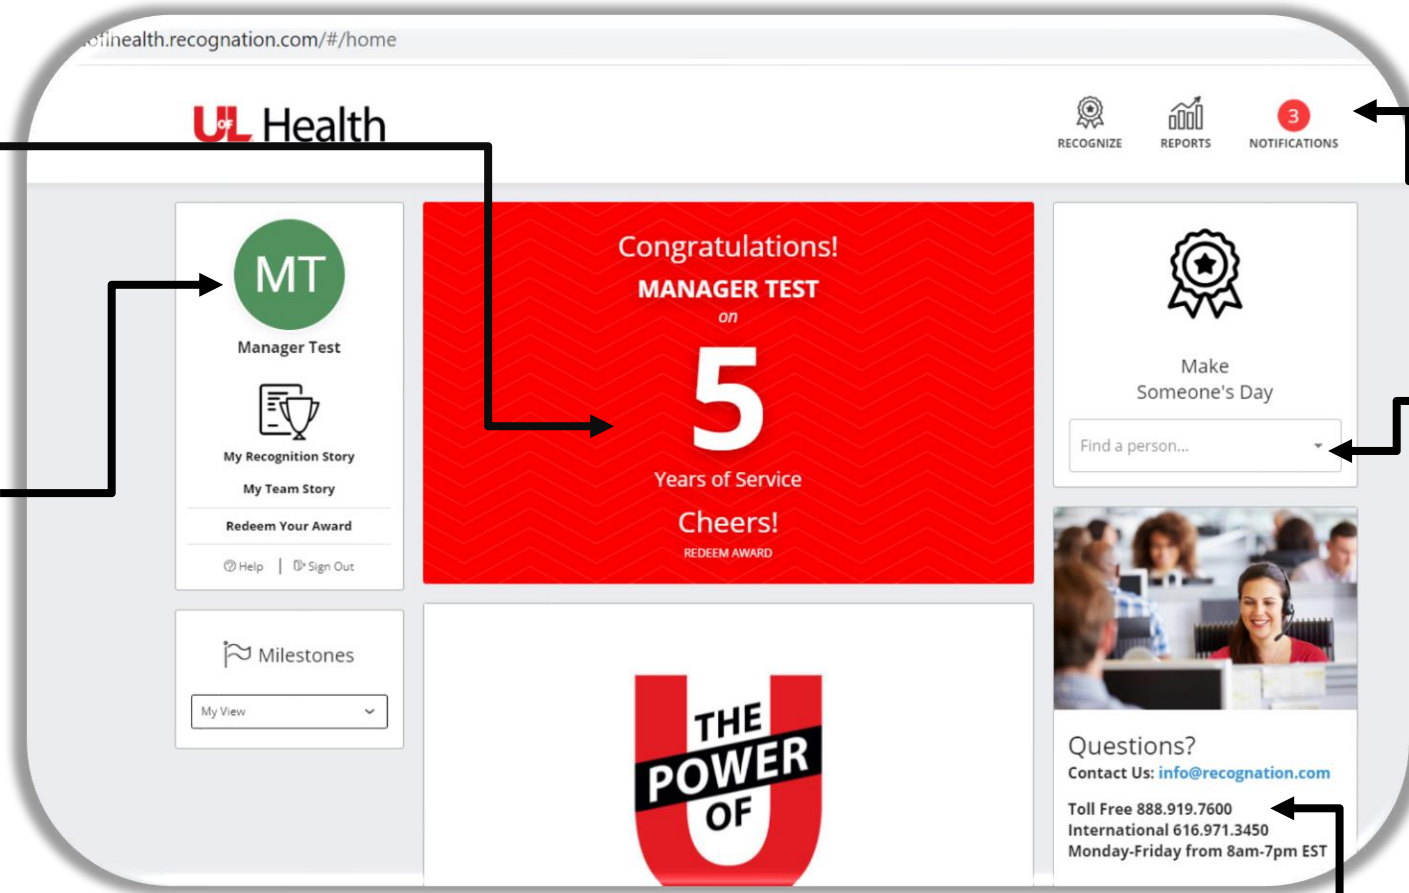 oflhealth.recognation.com/#/home
UofL Health
RECOGNIZE
REPORTS
3
NOTIFICATIONS
MT
Manager Test
My Recognition Story
My Team Story
Redeem Your Award
Help | Sign Out
Milestones
My View
Congratulations!
MANAGER TEST
on
5
Years of Service
Cheers!
REDEEM AWARD
THE
POWER
OF
U
Make
Someone's Day
Find a person...
Questions?
Contact Us: info@recognation.com
Toll Free 888.919.7600
International 616.971.3450
Monday-Friday from 8am-7pm EST